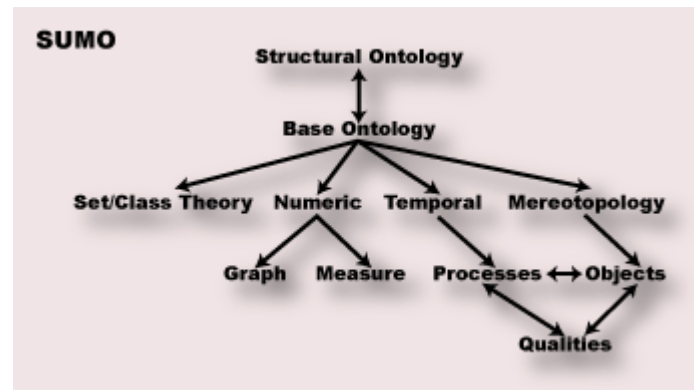 SUMO
Structural Ontology
Base Ontology
Set/Class Theory Numeric Temporal Mereotopology
Graph Measure Processes Objects
Qualities